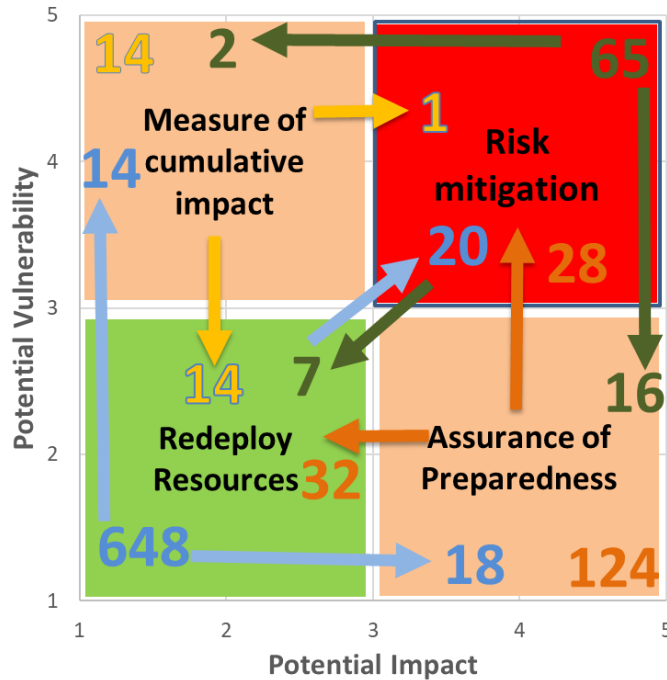 5
14
2
65
Measure of
cumulative
impact
1
Risk
mitigation
4
14
20
28
3
Potential Vulnerability
14
7
16
2
Redeploy
Resources
32
Assurance of
Preparedness
648
18
124
1
1
2
3
4
5
Potential Impact